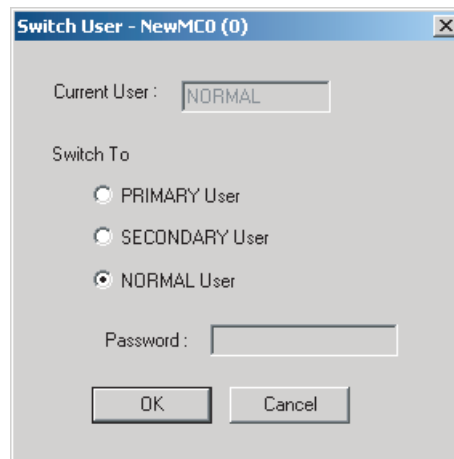 Switch User - NewMC0 (0)
Current User : NORMAL
Switch To
PRIMARY User
SECONDARY User
NORMAL User
Password :
OK Cancel